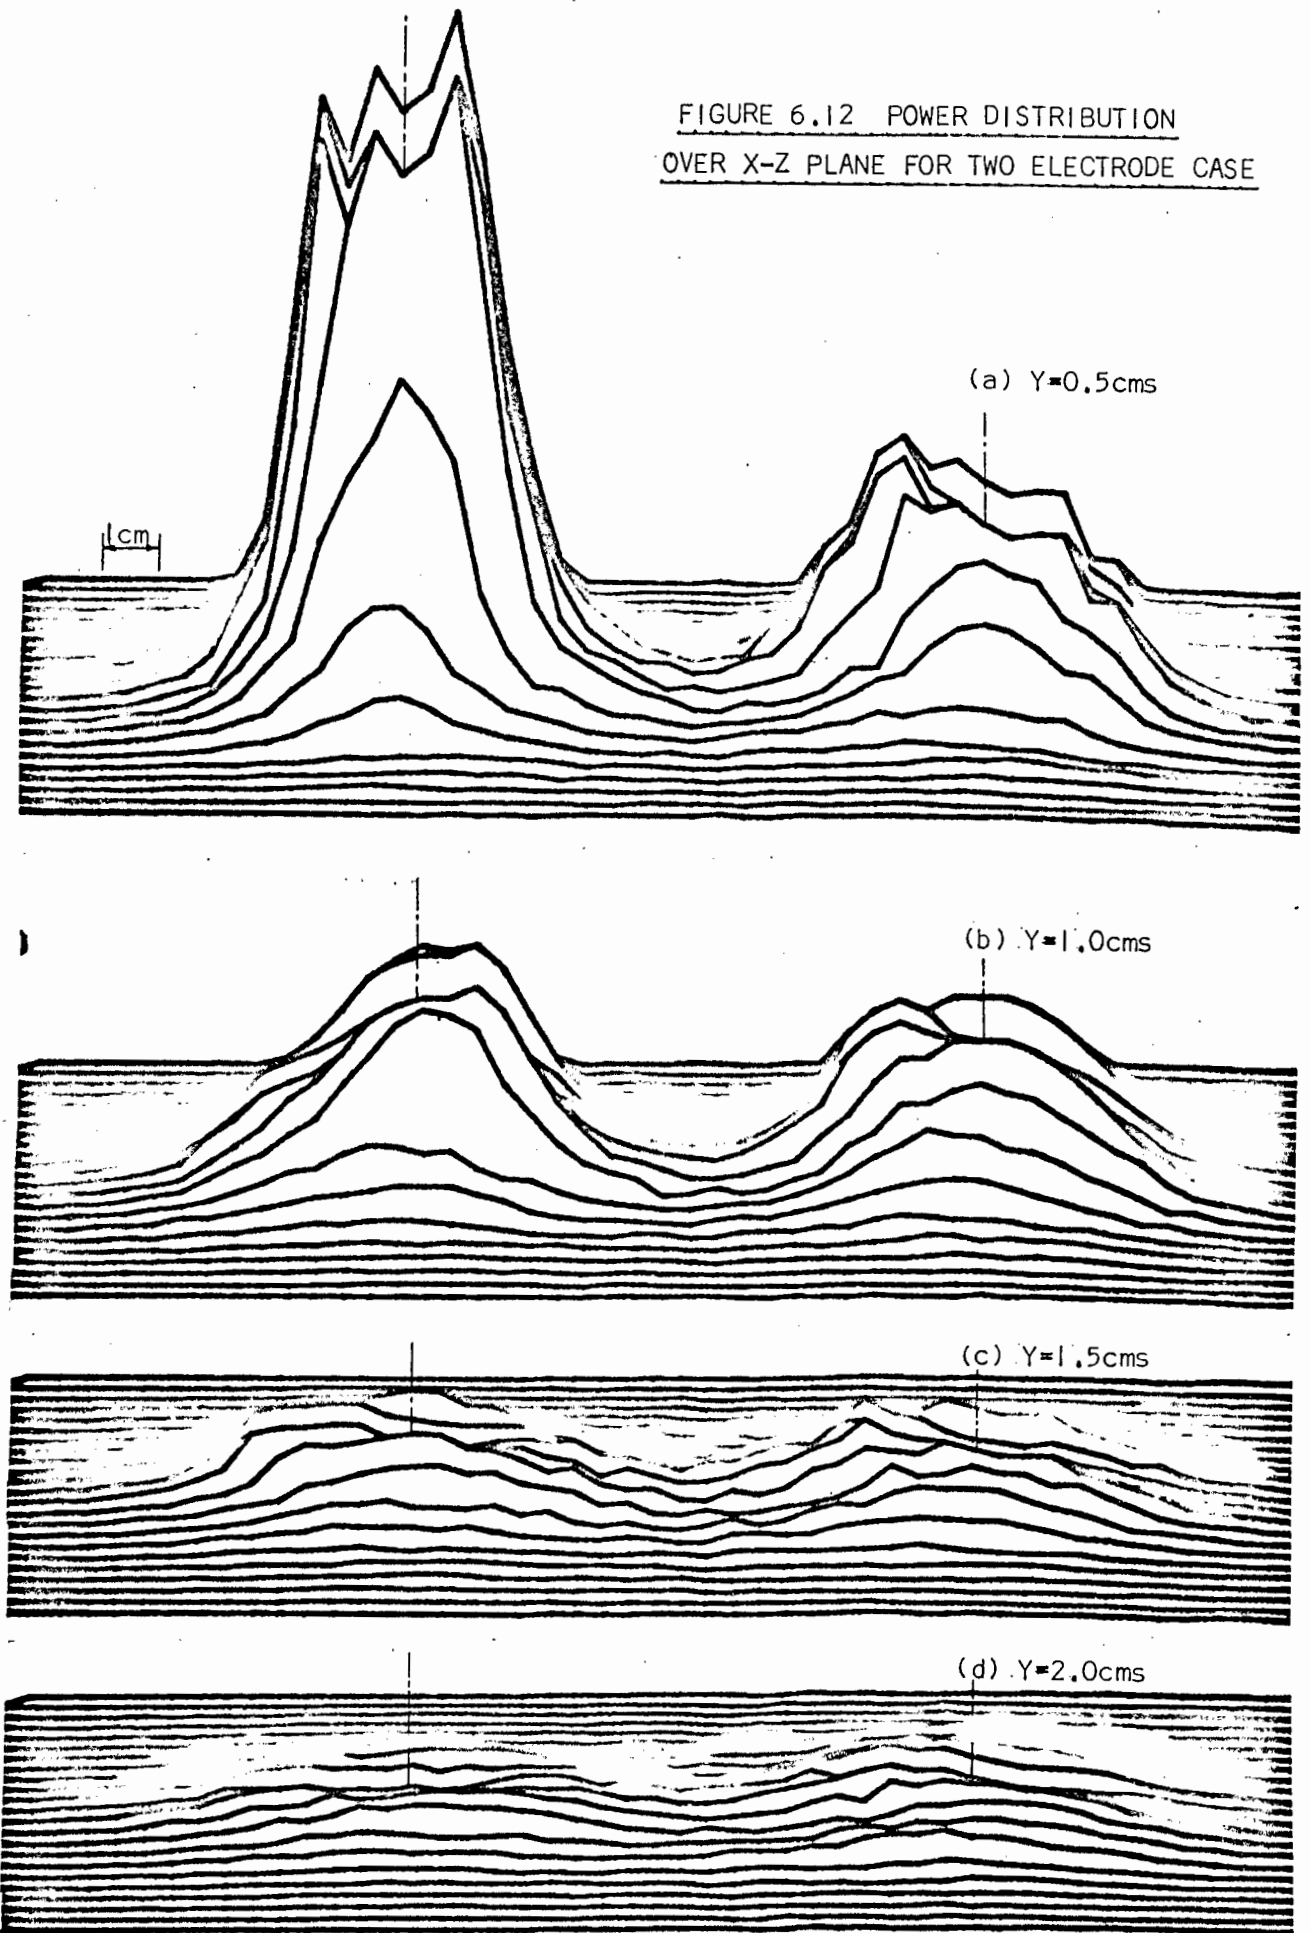 FIGURE 6.12 POWER DISTRIBUTION
OVER X-Z PLANE FOR TWO ELECTRODE CASE
(a) Y=0.5cms
1cm
(b) Y=1.0cms
(c) Y=1.5cms
(d) Y=2.0cms